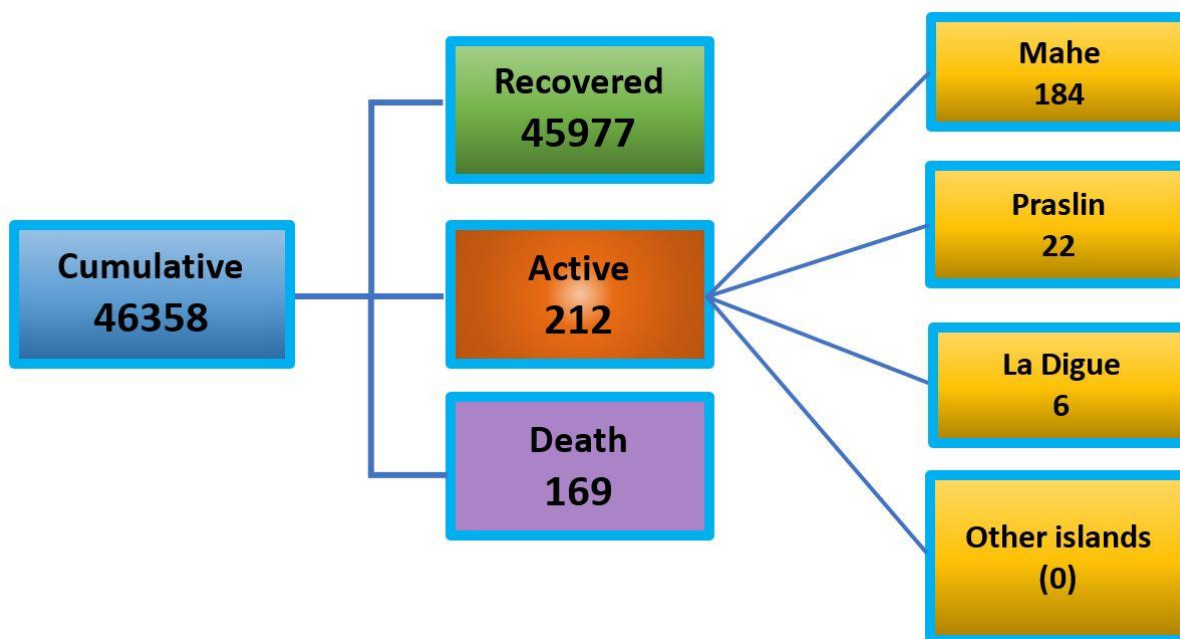 Cumulative
46358
Recovered
45977
Active
212
Death
169
Mahe
184
Praslin
22
La Digue
6
Other islands
(0)